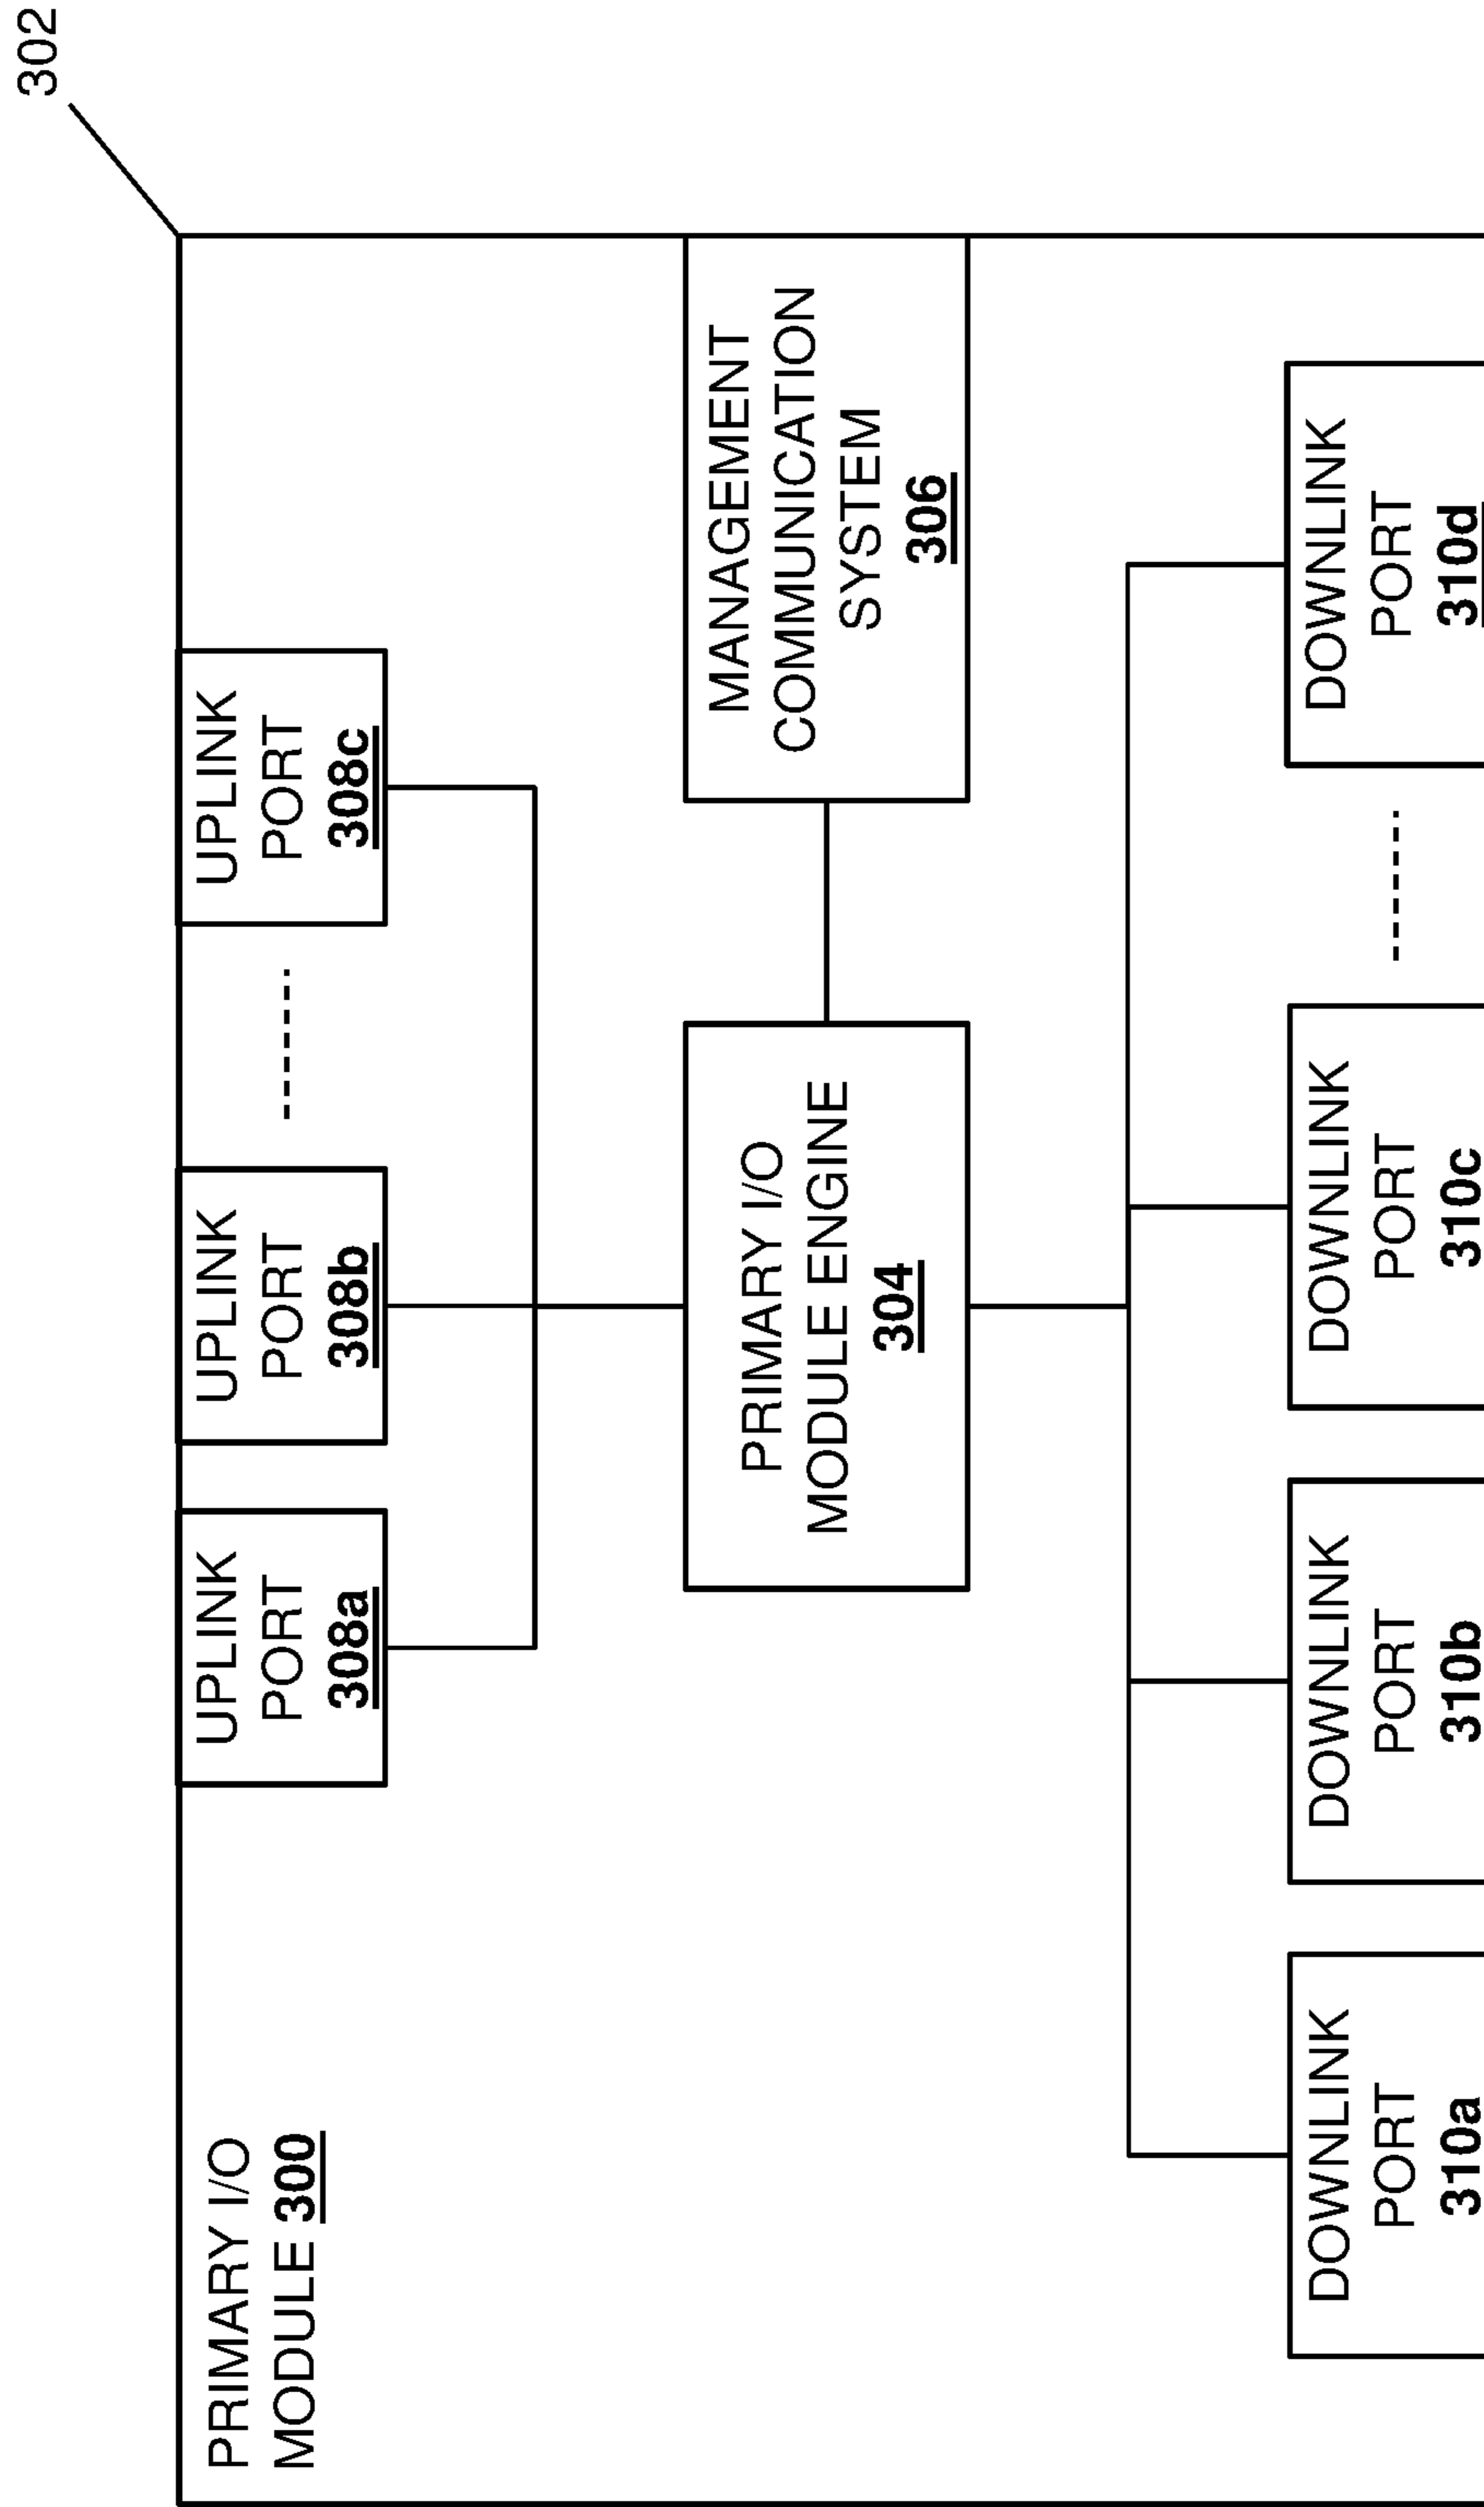 302
PRIMARY I/O
MODULE 300
UPLINK
PORT
308a
UPLINK
PORT
308b
UPLINK
PORT
308c
PRIMARY I/O
MODULE ENGINE
304
MANAGEMENT
COMMUNICATION
SYSTEM
306
DOWNLINK
PORT
310a
DOWNLINK
PORT
310b
DOWNLINK
PORT
310c
DOWNLINK
PORT
310d